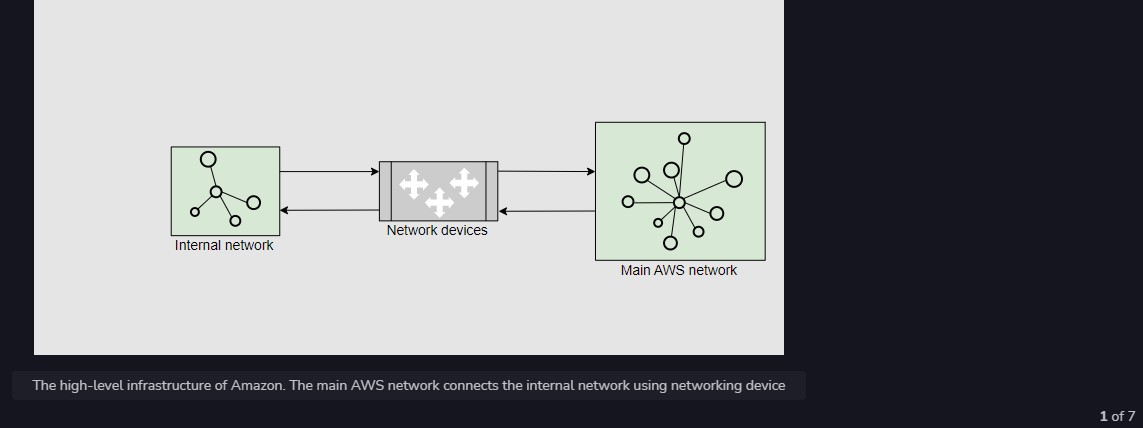 Internal network
Network devices
Main AWS network
The high-level infrastructure of Amazon. The main AWS network connects the internal network using networking device
1 of 7